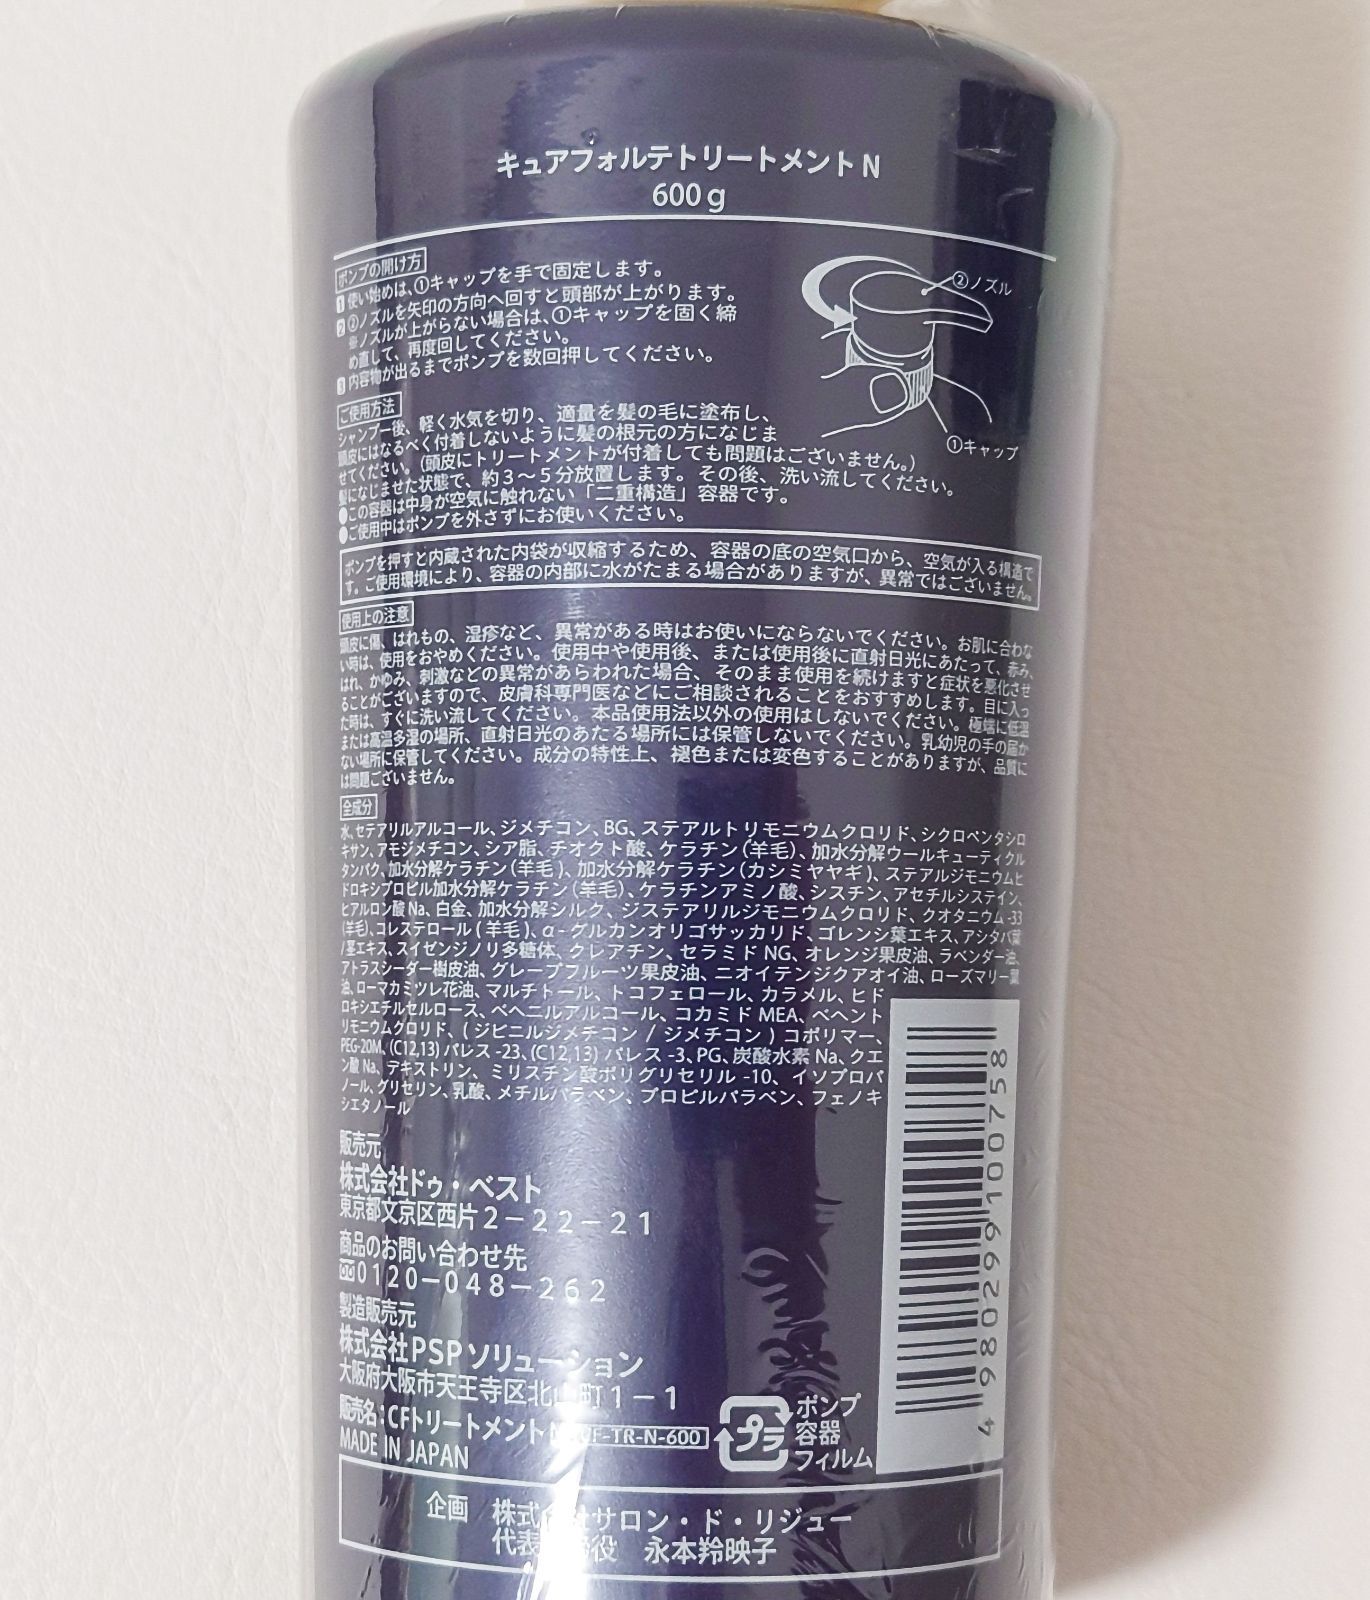 キュアフォルテトリートメント N
600 g
ポンプの開け方
1 使い始めは、①キャップを手で固定します。
2 ②ノズルを矢印の方向へ回すと頭部が上がります。
※ノズルが上がらない場合は、①キャップを固く締
め直して、再度回してください。
3 内容物が出るまでポンプを数回押してください。
②ノズル
①キャップ
ご使用方法
シャンプー後、軽く水気を切り、適量を髪の毛に塗布し、
頭皮にはなるべく付着しないように髪の根元の方になじま
せてください。(頭皮にトリートメントが付着しても問題はございません。)
髪になじませた状態で、約３～５分放置します。その後、洗い流してください。
●この容器は中身が空気に触れない「二重構造」容器です。
●ご使用中はポンプを外さずにお使いください。
ポンプを押すと内蔵された内袋が収縮するため、容器の底の空気口から、空気が入る構造で
す。ご使用環境により、容器の内部に水がたまる場合がありますが、異常ではございません。
使用上の注意
頭皮に傷、はれもの、湿疹など、異常がある時はお使いにならないでください。お肌に合わな
い時は、使用をおやめください。使用中や使用後、または使用後に直射日光にあたって、赤み、
はれ、かゆみ、刺激などの異常があらわれた場合、そのまま使用を続けますと症状を悪化させ
ることがございますので、皮膚科専門医などにご相談されることをおすすめします。目に入っ
た時は、すぐに洗い流してください。本品使用法以外の使用はしないでください。極端に低温
または高温多湿の場所、直射日光のあたる場所には保管しないでください。乳幼児の手の届か
ない場所に保管してください。成分の特性上、褪色または変色することがありますが、品質に
は問題ございません。
全成分
水、セテアリルアルコール、ジメチコン、BG、ステアルトリモニウムクロリド、シクロペンタシロ
キサン、アモジメチコン、シア脂、チオクト酸、ケラチン(羊毛)、加水分解ウールキューティクル
タンパク、加水分解ケラチン(羊毛)、加水分解ケラチン(カシミヤヤギ)、ステアルジモニウムヒ
ドロキシプロピル加水分解ケラチン(羊毛)、ケラチンアミノ酸、シスチン、アセチルシステイン、
ヒアルロン酸 Na、白金、加水分解シルク、ジステアリルジモニウムクロリド、クオタニウム -33
(羊毛)、コレステロール(羊毛)、α-グルカンオリゴサッカリド、ゴレンシ葉エキス、アシタバ葉
/茎エキス、スイゼンジノリ多糖体、クレアチン、セラミド NG、オレンジ果皮油、ラベンダー油、
アトラスシーダー樹皮油、グレープフルーツ果皮油、ニオイテンジクアオイ油、ローズマリー葉
油、ローマカミツレ花油、マルチトール、トコフェロール、カラメル、ヒド
ロキシエチルセルロース、ベヘニルアルコール、コカミド MEA、ベヘント
リモニウムクロリド、(ジビニルジメチコン / ジメチコン)コポリマー、
PEG-20M、(C12,13) パレス -23、(C12,13) パレス -3、PG、炭酸水素 Na、クエ
ン酸 Na、デキストリン、ミリスチン酸ポリグリセリル -10、イソプロパ
ノール、グリセリン、乳酸、メチルパラベン、プロピルパラベン、フェノキ
シエタノール
販売元
株式会社ドゥ・ベスト
東京都文京区西片２－２２－２１
商品のお問い合わせ先
0120－048－262
製造販売元
株式会社PSPソリューション
大阪府大阪市天王寺区北山町１－１
販売名：CFトリートメント
F-TR-N-600
MADE IN JAPAN
プラ
ポンプ
容器
フィルム
4 980299 100758
企画 株式会社サロン・ド・リジュー
代表取締役 永本羚映子